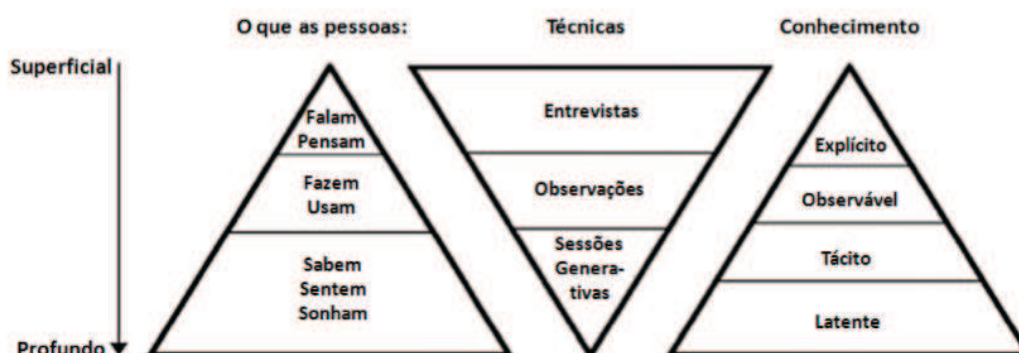 O que as pessoas:
Técnicas
Conhecimento
Superficial
Falam
Pensam
Fazem
Usam
Sabem
Sentem
Sonham
Entrevistas
Observações
Sessões
Genera-
tivas
Explícito
Observável
Tácito
Latente
Profundo